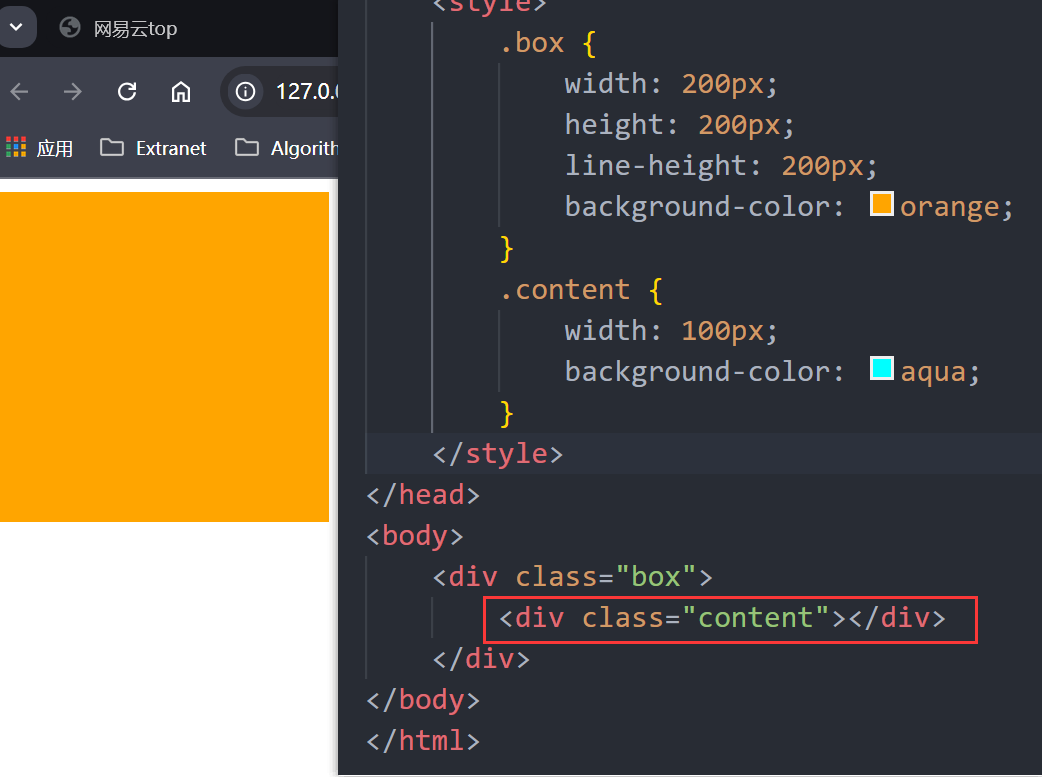 网易云top
127.0.
应用
Extranet
Algorith
<style>
.box {
width: 200px;
height: 200px;
line-height: 200px;
background-color: orange;
}
.content {
width: 100px;
background-color: aqua;
}
</style>
</head>
<body>
<div class="box">
<div class="content"></div>
</div>
</body>
</html>